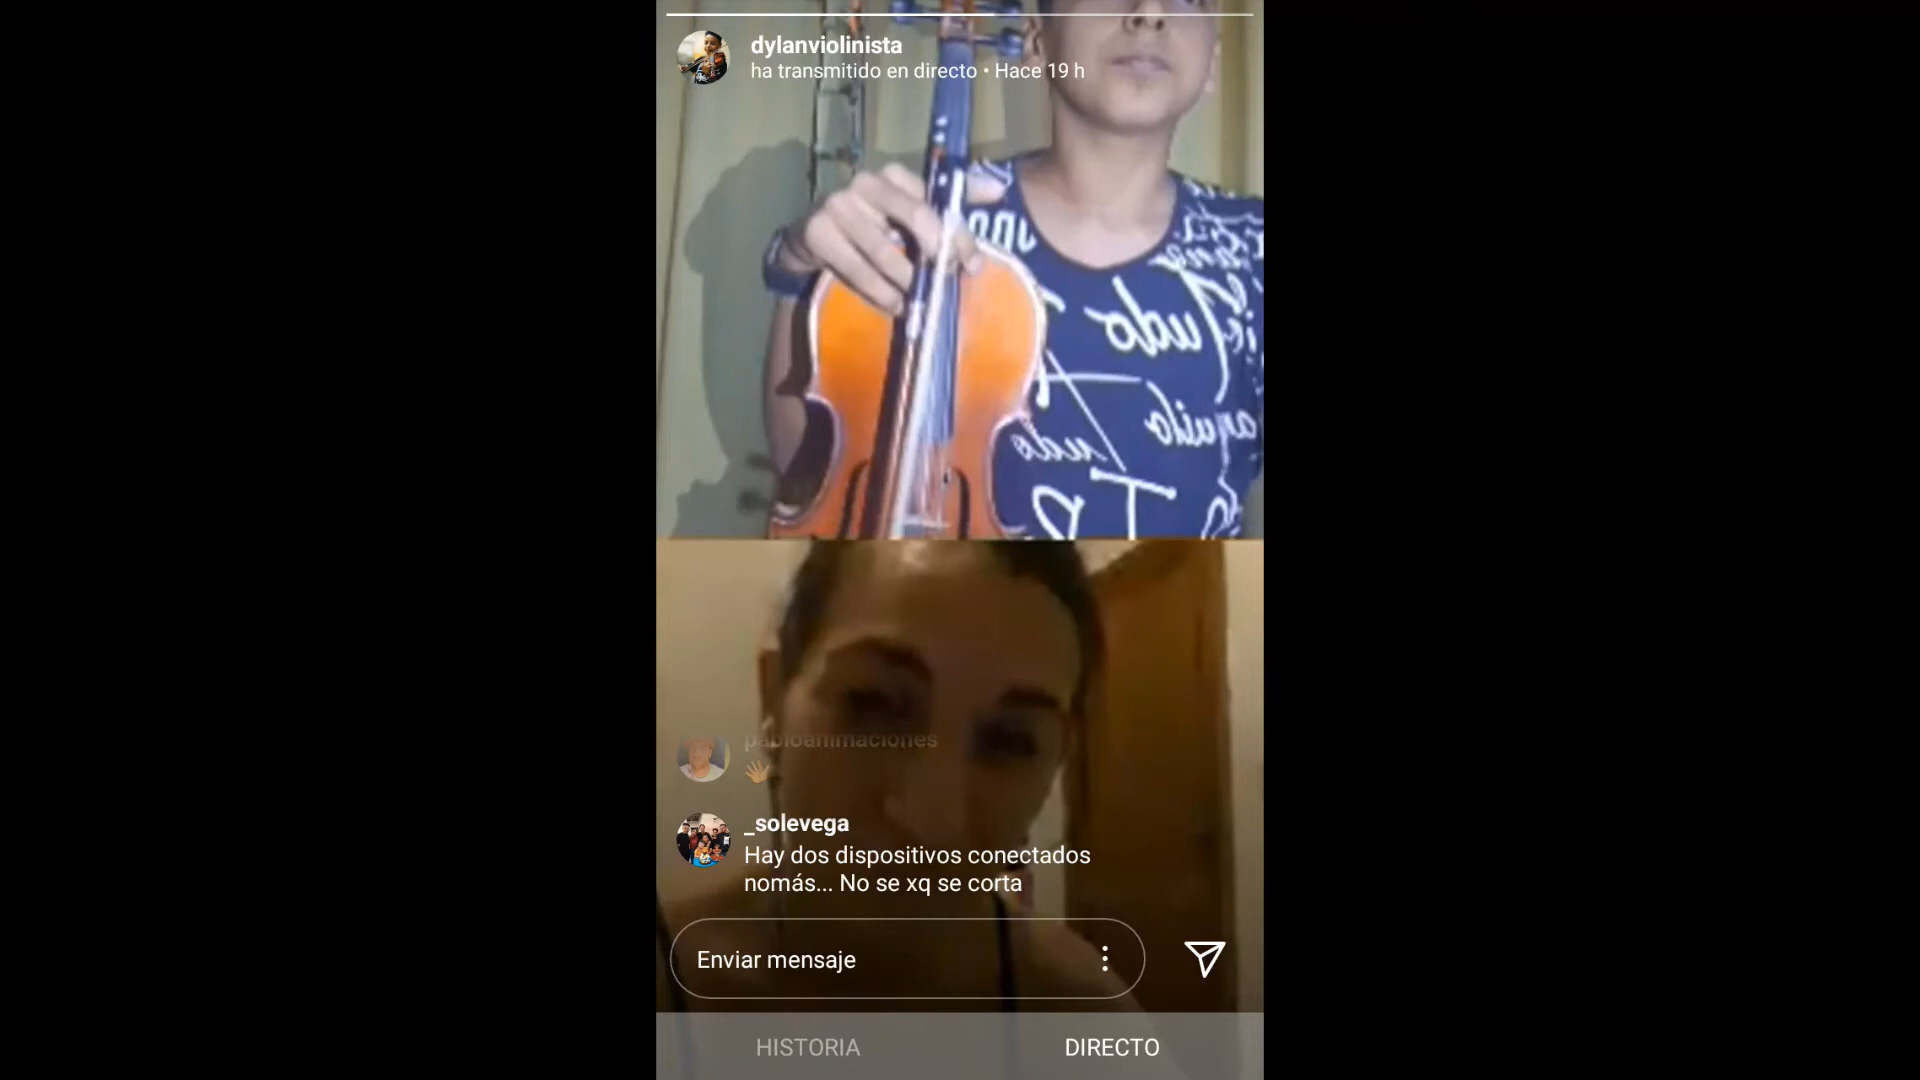 dylanviolinista
ha transmitido en directo • Hace 19 h
pabloanimaciones
👋🏽
_solevega
Hay dos dispositivos conectados
nomás... No se xq se corta
Enviar mensaje
HISTORIA
DIRECTO